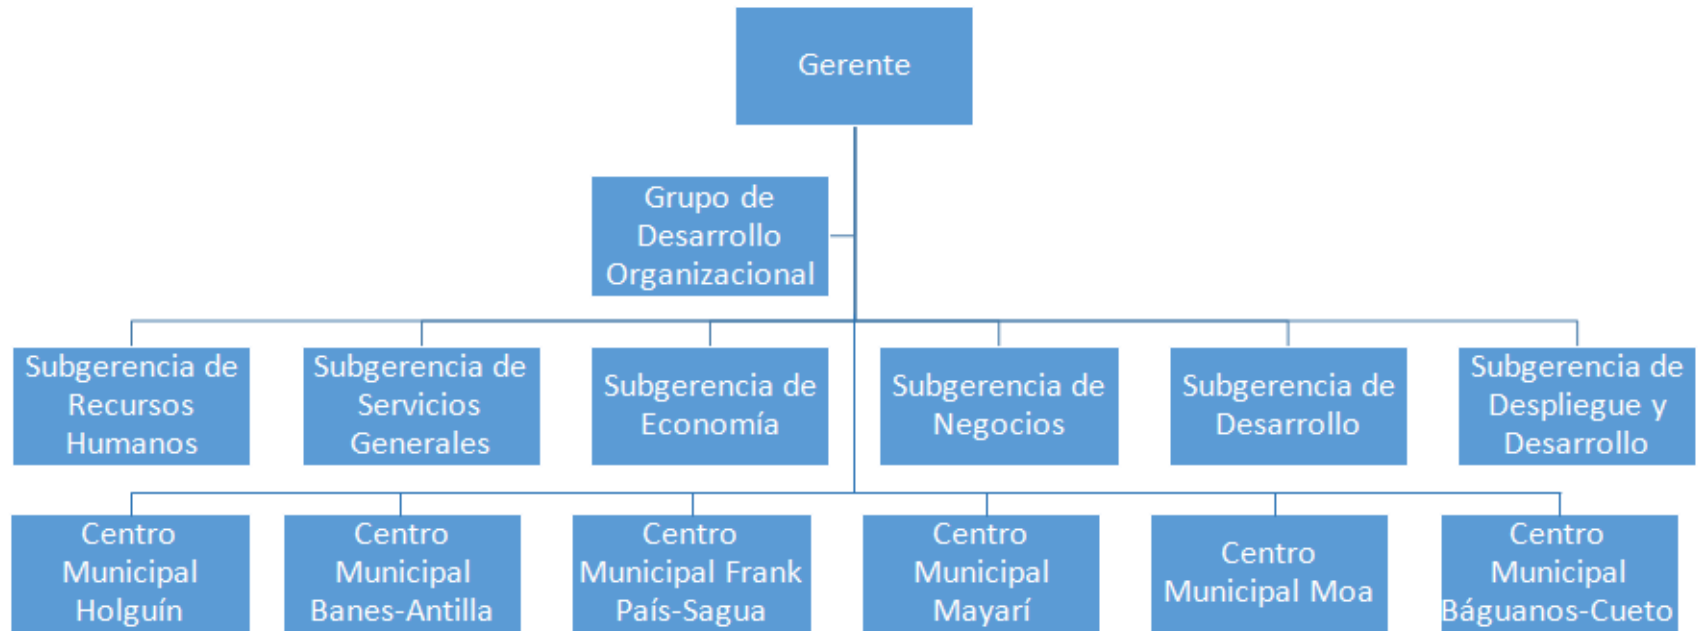 Gerente
Grupo de
Desarrollo
Organizacional
Subgerencia de
Recursos
Humanos
Subgerencia de
Servicios
Generales
Subgerencia de
Economía
Subgerencia de
Negocios
Subgerencia de
Desarrollo
Subgerencia de
Despliegue y
Desarrollo
Centro
Municipal
Holguín
Centro
Municipal
Banes-Antilla
Centro
Municipal Frank
País-Sagua
Centro
Municipal
Mayarí
Centro
Municipal Moa
Centro
Municipal
Báguanos-Cueto